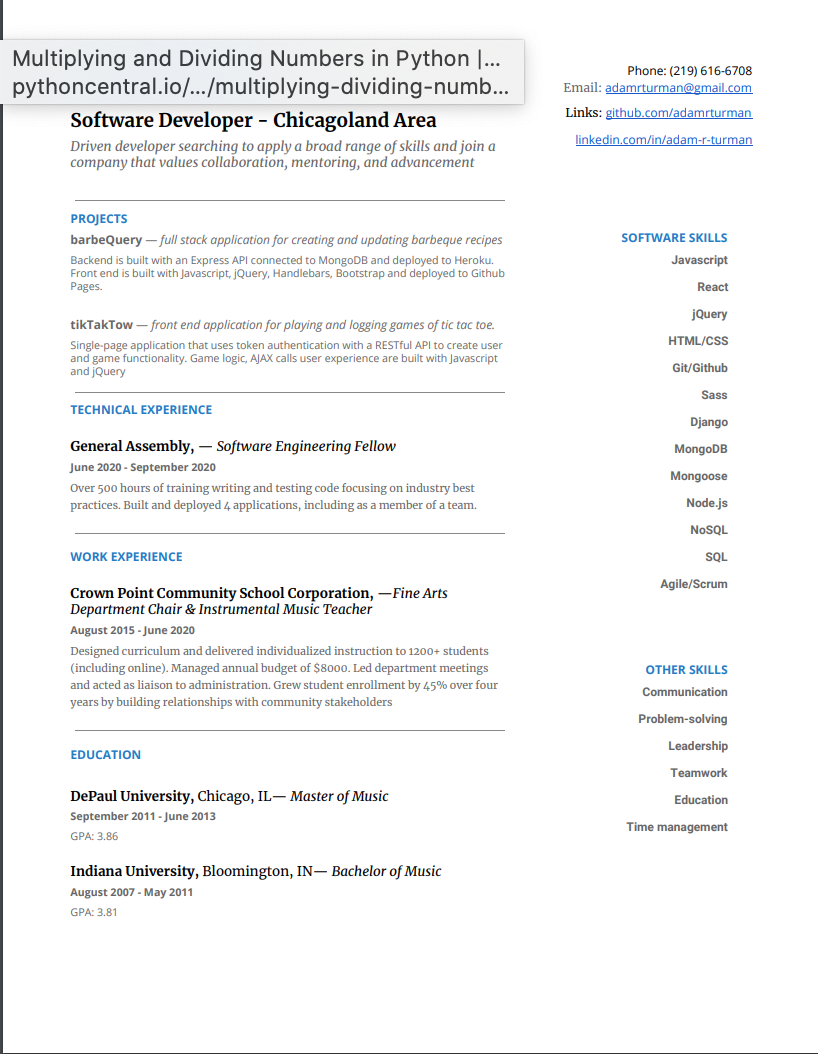 Multiplying and Dividing Numbers in Python |...
pythoncentral.io/.../multiplying-dividing-numb...
Phone: (219) 616-6708
Email: adamrturman@gmail.com
Links: github.com/adamrturman
linkedin.com/in/adam-r-turman
Software Developer - Chicagoland Area
Driven developer searching to apply a broad range of skills and join a
company that values collaboration, mentoring, and advancement
PROJECTS
barbeQuery — full stack application for creating and updating barbeque recipes
Backend is built with an Express API connected to MongoDB and deployed to Heroku.
Front end is built with Javascript, jQuery, Handlebars, Bootstrap and deployed to Github
Pages.
tikTakTow — front end application for playing and logging games of tic tac toe.
Single-page application that uses token authentication with a RESTful API to create user
and game functionality. Game logic, AJAX calls user experience are built with Javascript
and jQuery
TECHNICAL EXPERIENCE
General Assembly, — Software Engineering Fellow
June 2020 - September 2020
Over 500 hours of training writing and testing code focusing on industry best
practices. Built and deployed 4 applications, including as a member of a team.
WORK EXPERIENCE
Crown Point Community School Corporation, —Fine Arts
Department Chair & Instrumental Music Teacher
August 2015 - June 2020
Designed curriculum and delivered individualized instruction to 1200+ students
(including online). Managed annual budget of $8000. Led department meetings
and acted as liaison to administration. Grew student enrollment by 45% over four
years by building relationships with community stakeholders
EDUCATION
DePaul University, Chicago, IL— Master of Music
September 2011 - June 2013
GPA: 3.86
Indiana University, Bloomington, IN— Bachelor of Music
August 2007 - May 2011
GPA: 3.81
SOFTWARE SKILLS
Javascript
React
jQuery
HTML/CSS
Git/Github
Sass
Django
MongoDB
Mongoose
Node.js
NoSQL
SQL
Agile/Scrum
OTHER SKILLS
Communication
Problem-solving
Leadership
Teamwork
Education
Time management